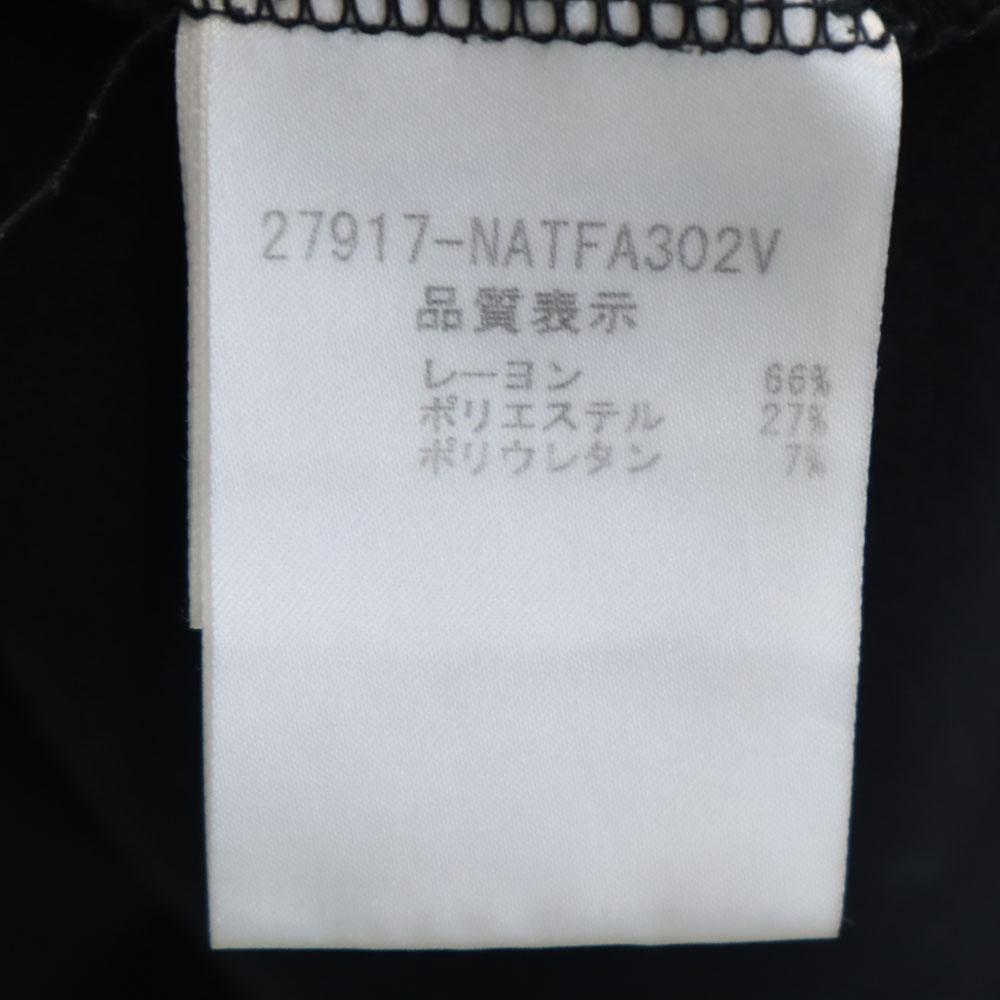 27917-NATFA302V
品質表示
レーヨン 66%
ポリエステル 27%
ポリウレタン 7%